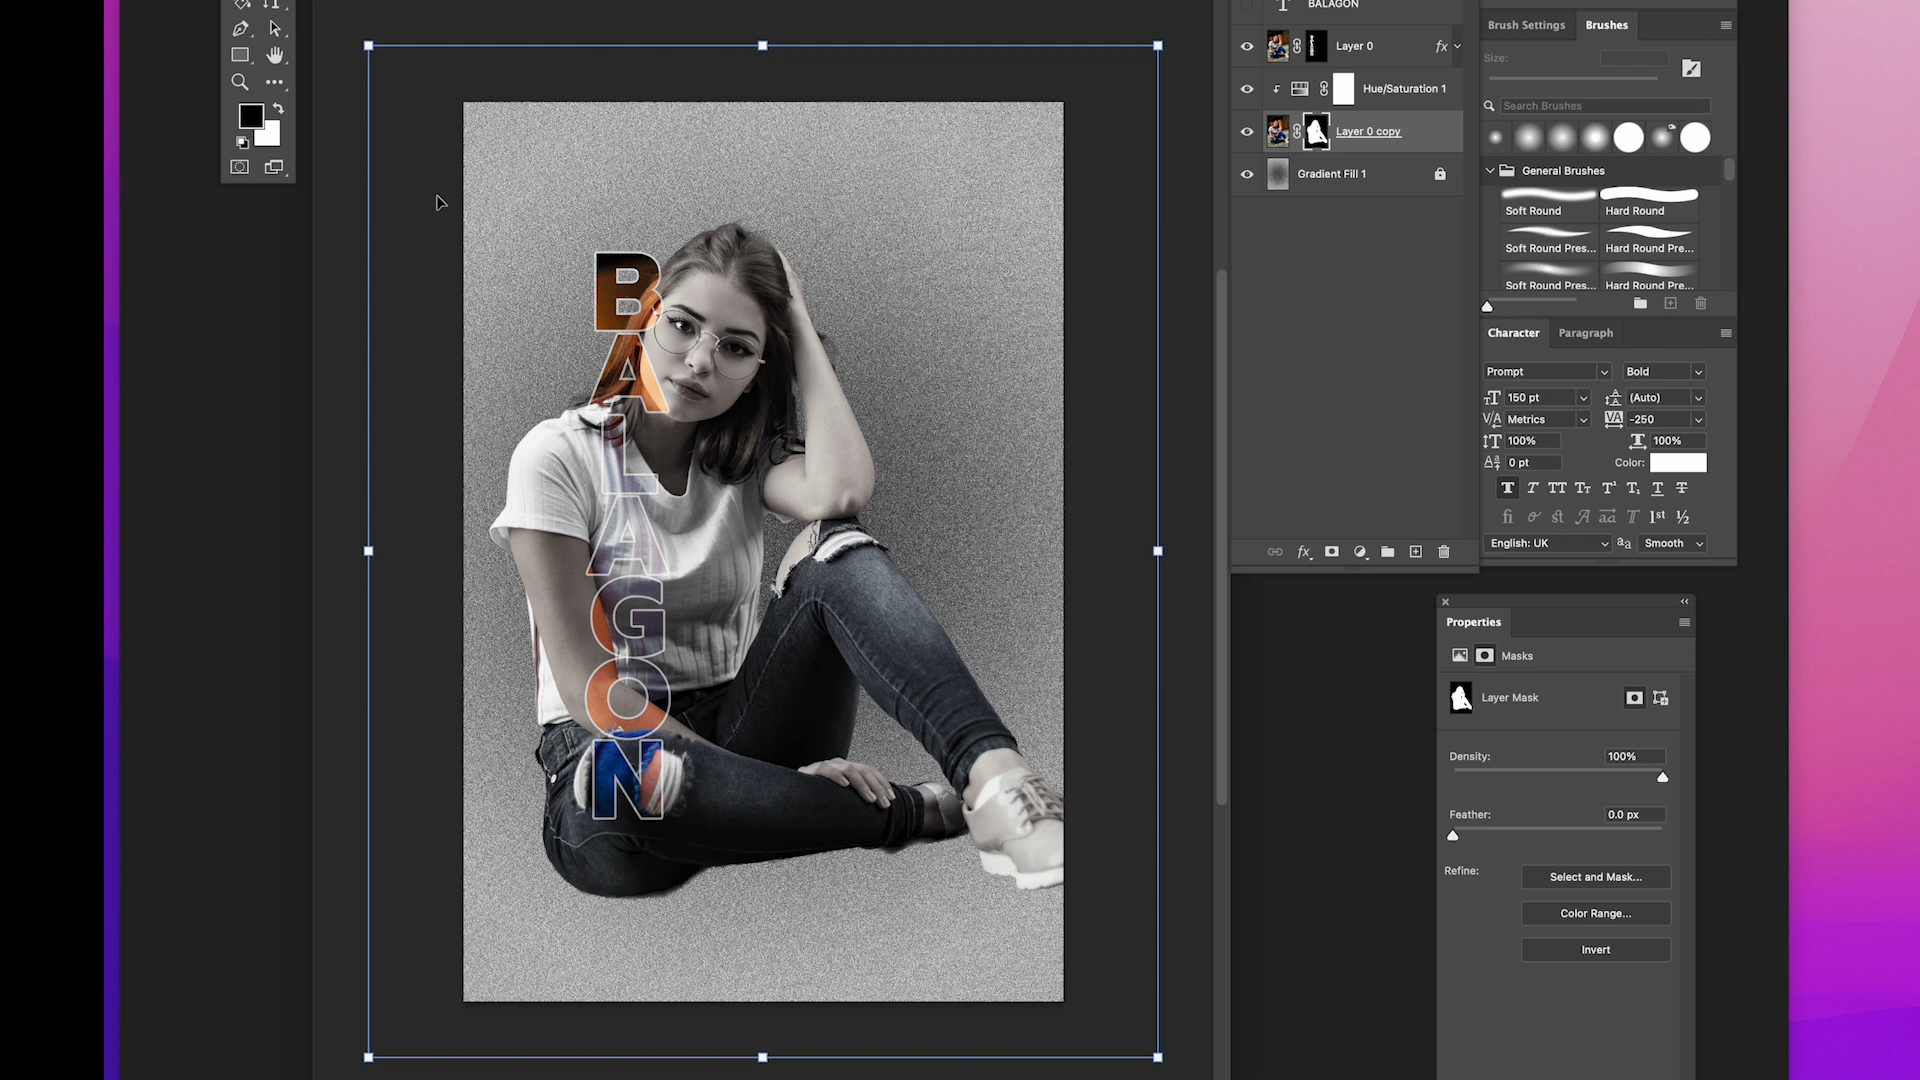 BALAGON
Layer 0
fx
Hue/Saturation 1
Layer 0 copy
Gradient Fill 1
fx
Brush Settings
Brushes
Size:
Search Brushes
General Brushes
Soft Round
Hard Round
Soft Round Pres...
Hard Round Pre...
Soft Round Pres...
Hard Round Pre...
Character
Paragraph
Prompt
Bold
150 pt
(Auto)
Metrics
-250
100%
100%
0 pt
Color:
English: UK
Smooth
Properties
Masks
Layer Mask
Density:
100%
Feather:
0.0 px
Refine:
Select and Mask...
Color Range...
Invert
BALAGON